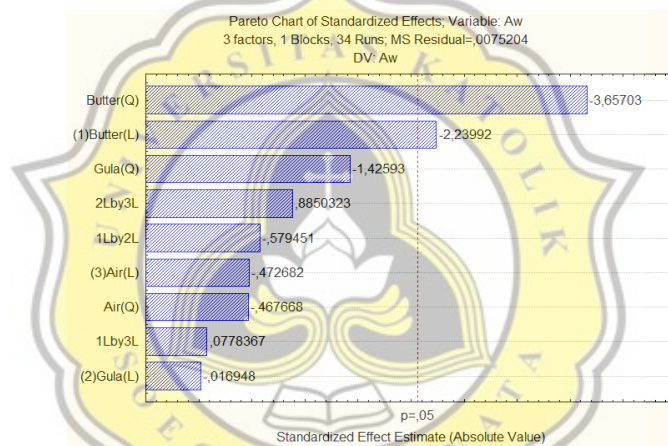 Pareto Chart of Standardized Effects; Variable: Aw
3 factors, 1 Blocks, 34 Runs; MS Residual=,0075204
DV: Aw
Butter(Q) -3,65703
(1)Butter(L) -2,23992
Gula(Q) -1,42593
2Lby3L ,8850323
1Lby2L -,579451
(3)Air(L) -,472682
Air(Q) -,467668
1Lby3L ,0778367
(2)Gula(L) -,016948
p=,05
Standardized Effect Estimate (Absolute Value)
UNIVERSITAS KATOLIK